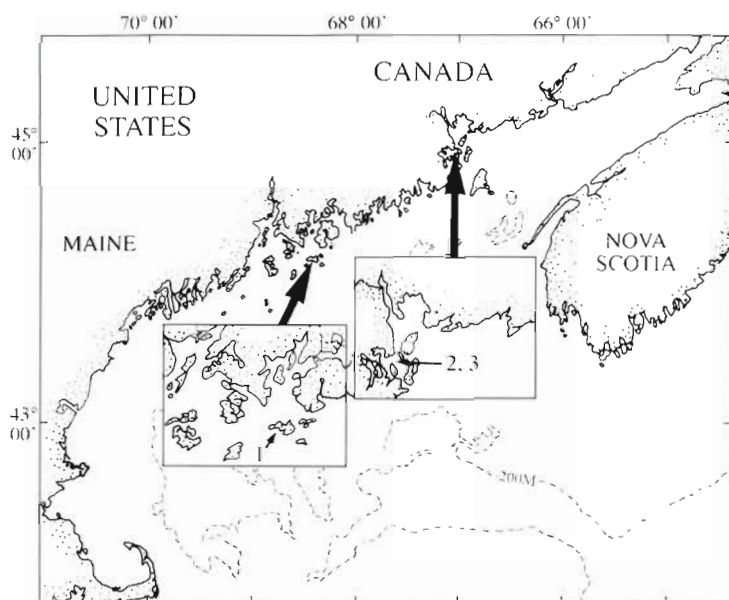 70° 00' 68° 00' 66° 00'
CANADA
UNITED
STATES
45°
00'
MAINE
NOVA
SCOTIA
2. 3
43°
00'
1
200M